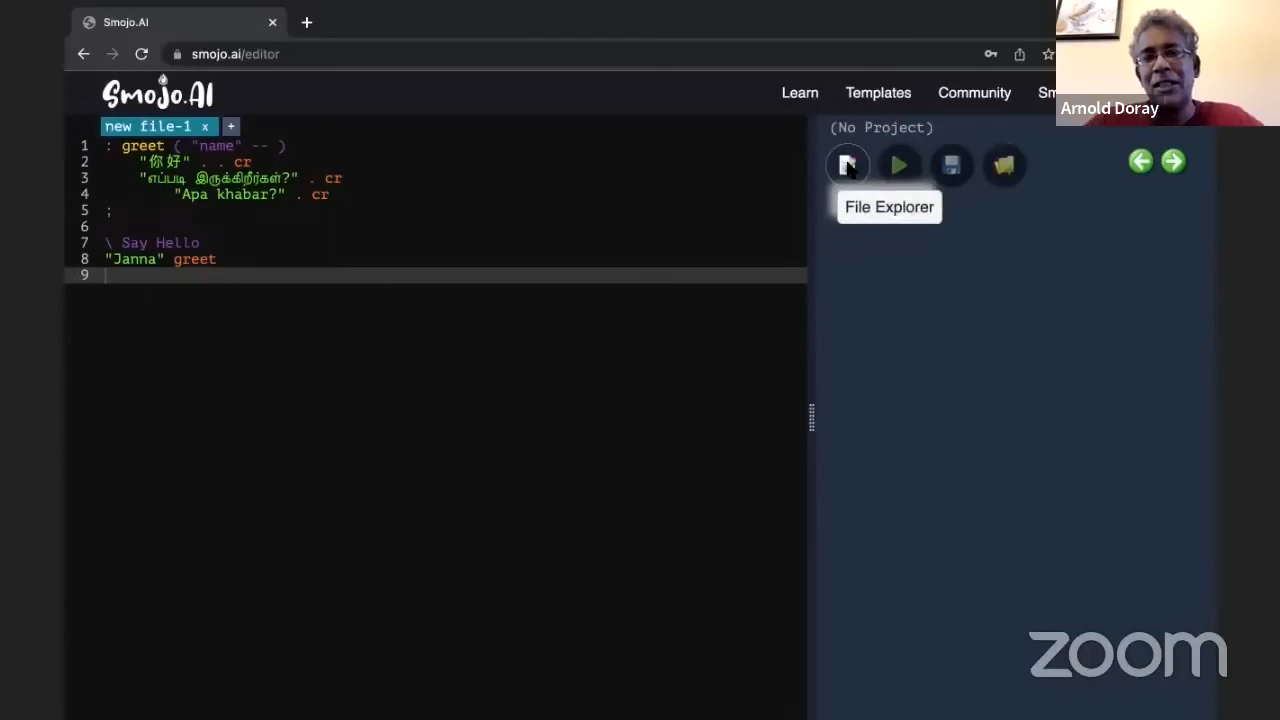 Smojo.AI
smojo.ai/editor
Smojo.AI
Learn Templates Community Sm
Arnold Doray
new file-1 x +
(No Project)
1 : greet { "name" -- )
2 "你好" . . cr
3 "எப்படி இருக்கிறீர்கள்?" . cr
4 "Apa khabar?" . cr
5 ;
6
7 \ Say Hello
8 "Janna" greet
9
File Explorer
zoom